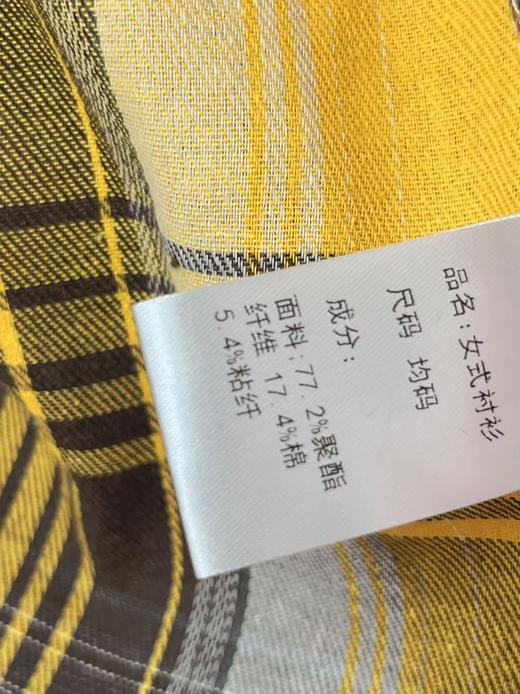 品名:女式衬衫
尺码 均码
成分:
面料:77.2%聚酯
纤维 17.4%棉
5.4%粘纤